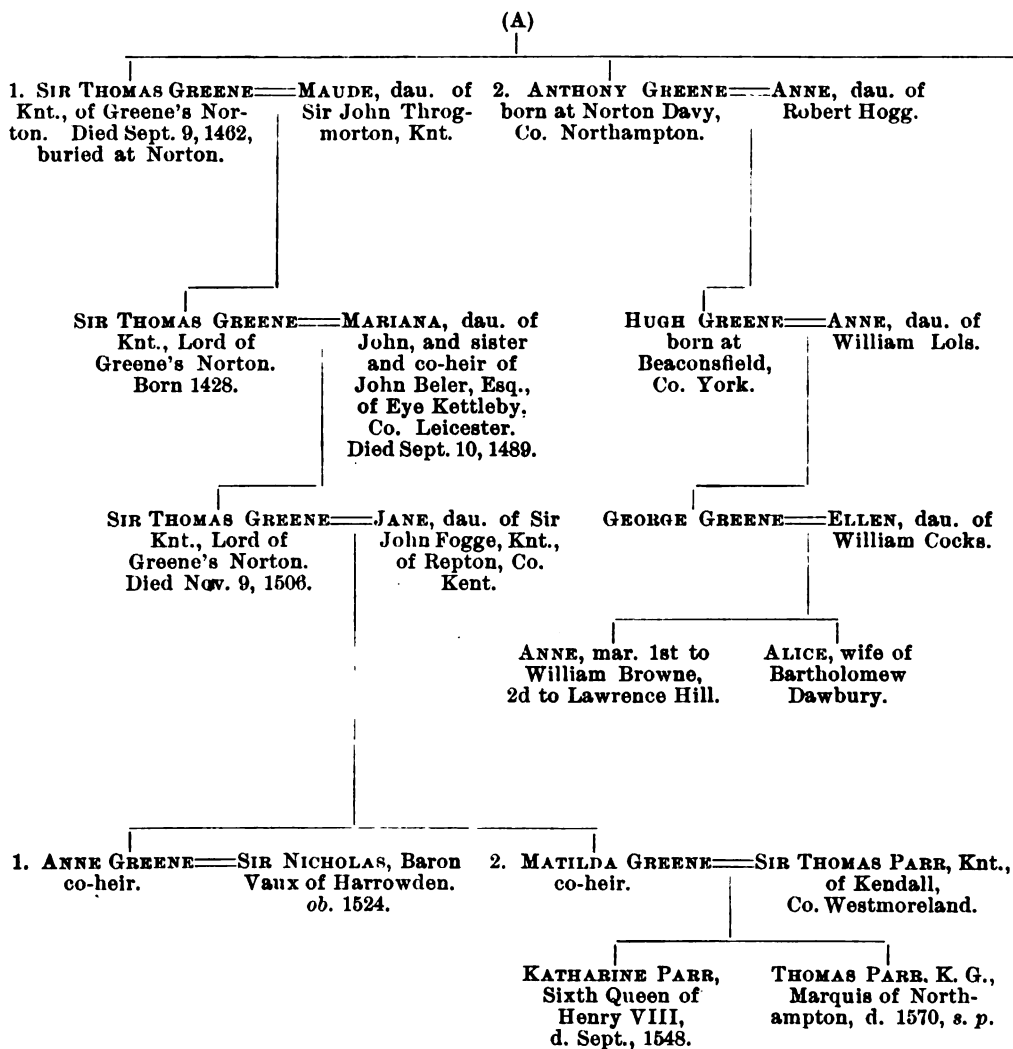 (A)
1. SIR THOMAS GREENE
Knt., of Greene's Nor-
ton. Died Sept. 9, 1462,
buried at Norton.
MAUDE, dau. of
Sir John Throg-
morton, Knt.
2. ANTHONY GREENE
born at Norton Davy,
Co. Northampton.
ANNE, dau. of
Robert Hogg.
SIR THOMAS GREENE
Knt., Lord of
Greene's Norton.
Born 1428.
MARIANA, dau. of
John, and sister
and co-heir of
John Beler, Esq.,
of Eye Kettleby,
Co. Leicester.
Died Sept. 10, 1489.
HUGH GREENE
born at
Beaconsfield,
Co. York.
ANNE, dau. of
William Lols.
SIR THOMAS GREENE
Knt., Lord of
Greene's Norton.
Died Nov. 9, 1506.
JANE, dau. of Sir
John Fogge, Knt.,
of Repton, Co.
Kent.
GEORGE GREENE
ELLEN, dau. of
William Cocks.
ANNE, mar. 1st to
William Browne,
2d to Lawrence Hill.
ALICE, wife of
Bartholomew
Dawbury.
1. ANNE GREENE
co-heir.
SIR NICHOLAS, Baron
Vaux of Harrowden.
ob. 1524.
2. MATILDA GREENE
co-heir.
SIR THOMAS PARR, Knt.,
of Kendall,
Co. Westmoreland.
KATHARINE PARR,
Sixth Queen of
Henry VIII,
d. Sept., 1548.
THOMAS PARR, K. G.,
Marquis of North-
ampton, d. 1570, s. p.